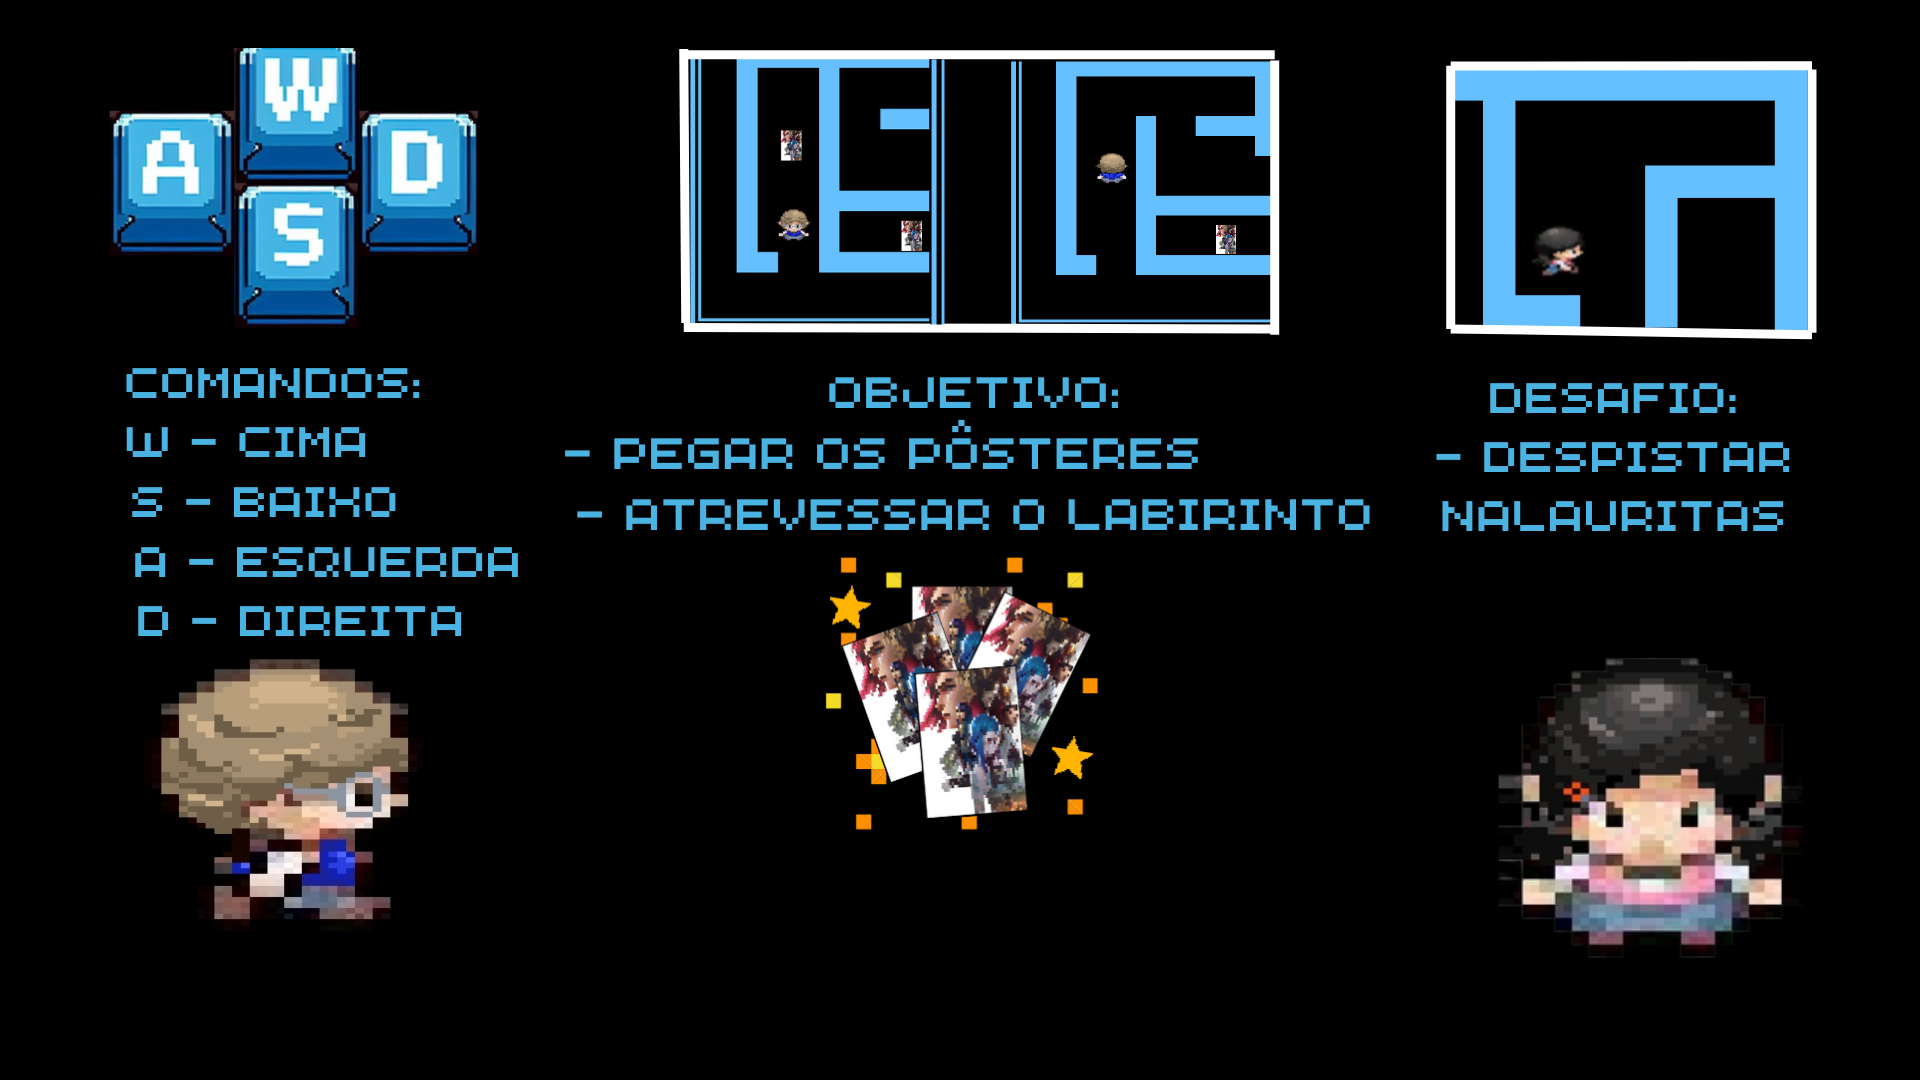 W
A
D
S
COMANDOS:
W - CIMA
S - BAIXO
A - ESQUERDA
D - DIREITA
OBJETIVO:
- PEGAR OS PÔSTERES
- ATREVESSAR O LABIRINTO
DESAFIO:
- DESPISTAR
NALAURITAS